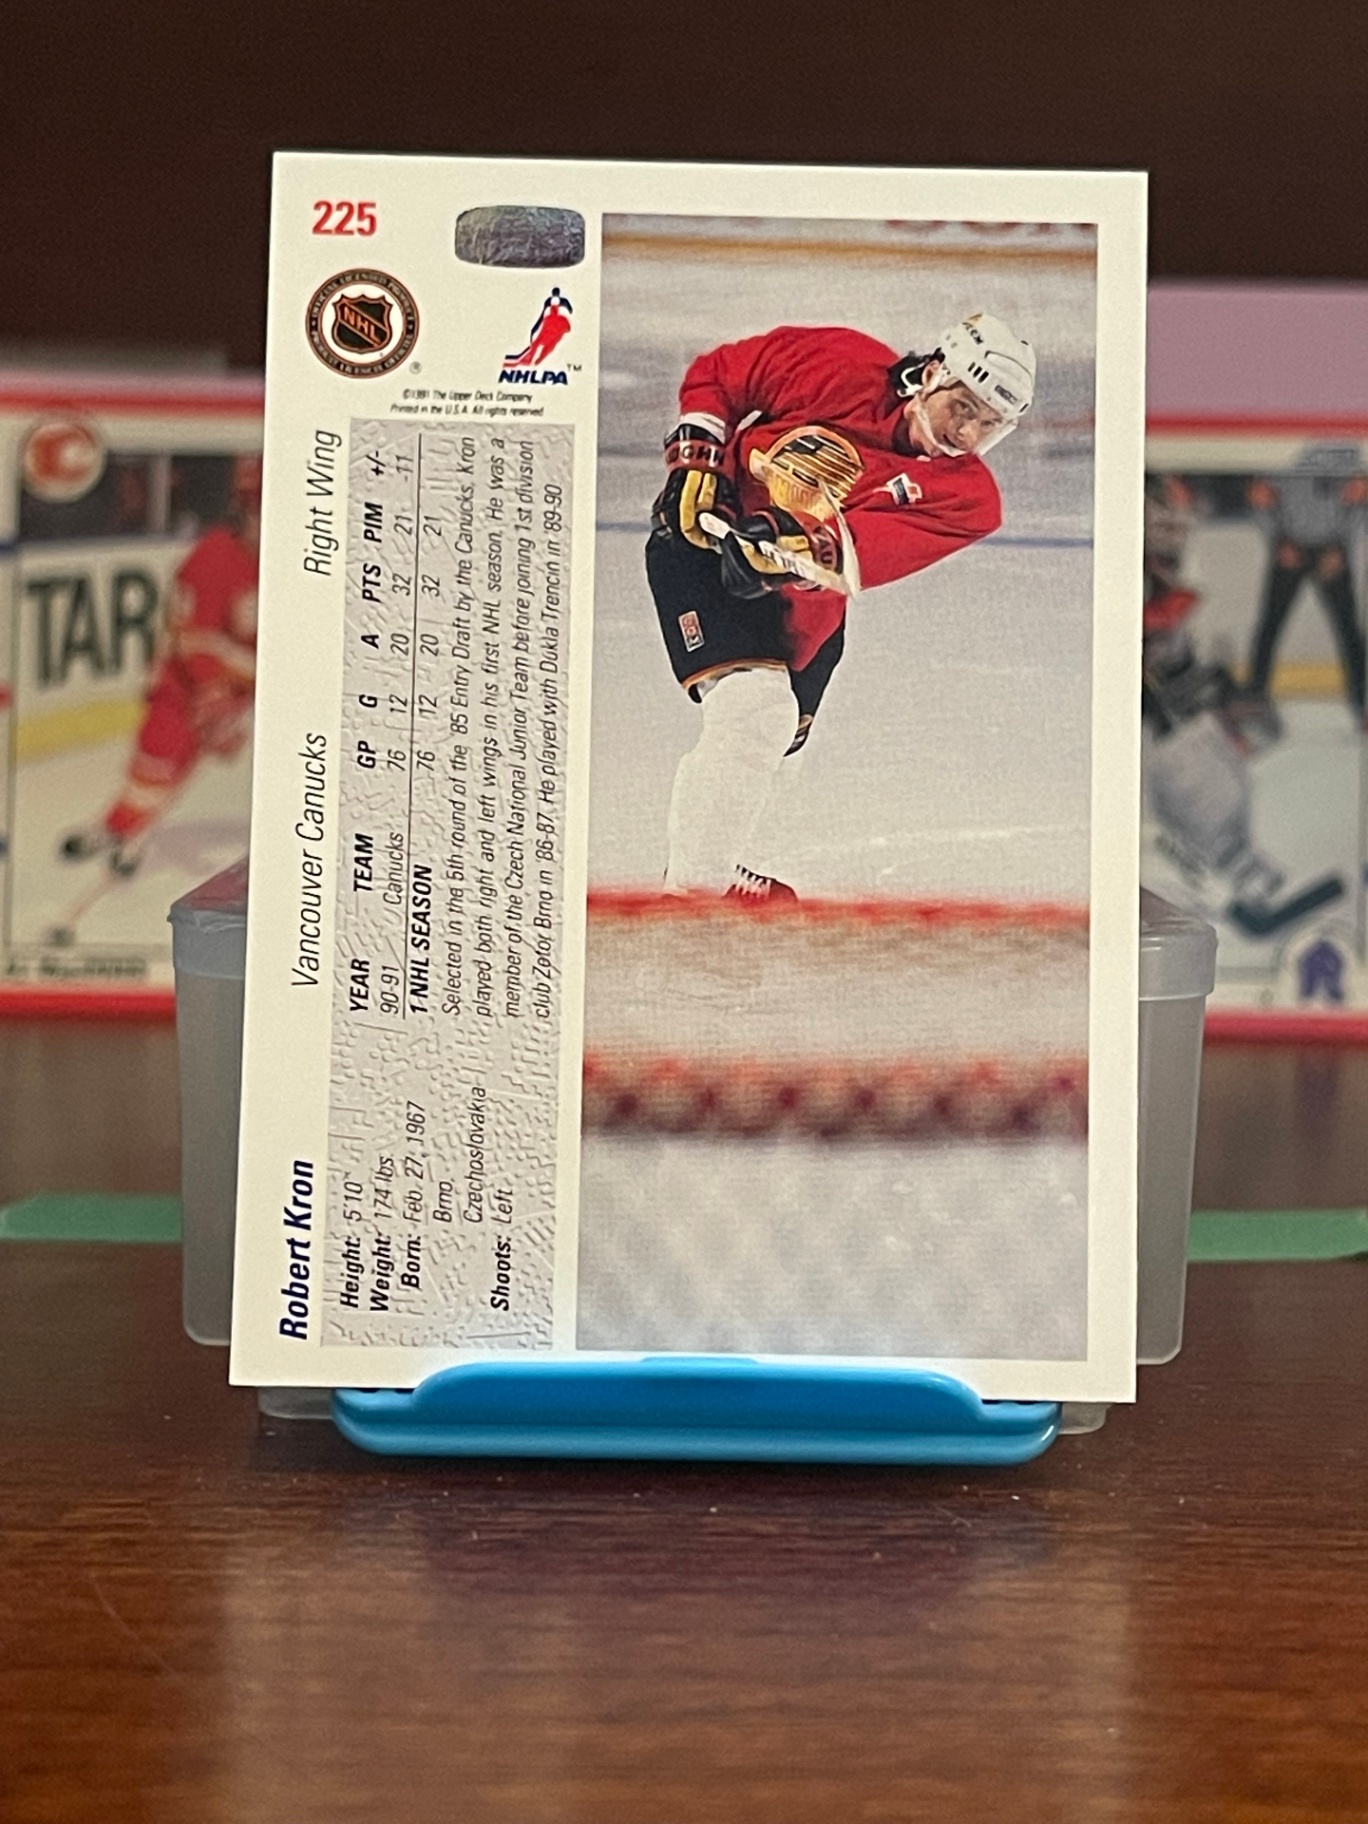 225
NHL
NHLPA™
©1991 The Upper Deck Company
Printed in the U.S.A. All rights reserved
Robert Kron Vancouver Canucks Right Wing
Height: 5'10"
Weight: 174 lbs.
Born: Feb. 27, 1967
Brno,
Czechoslovakia
Shoots: Left
YEAR TEAM GP G A PTS PIM +/-
90-91 Canucks 76 12 20 32 21 -11
1 NHL SEASON 76 12 20 32 21
Selected in the 5th round of the '85 Entry Draft by the Canucks, Kron
played both right and left wings in his first NHL season. He was a
member of the Czech National Junior Team before joining 1st division
club Zetor Brno in '86-87. He played with Dukla Trencin in '89-90
CCM
TAR